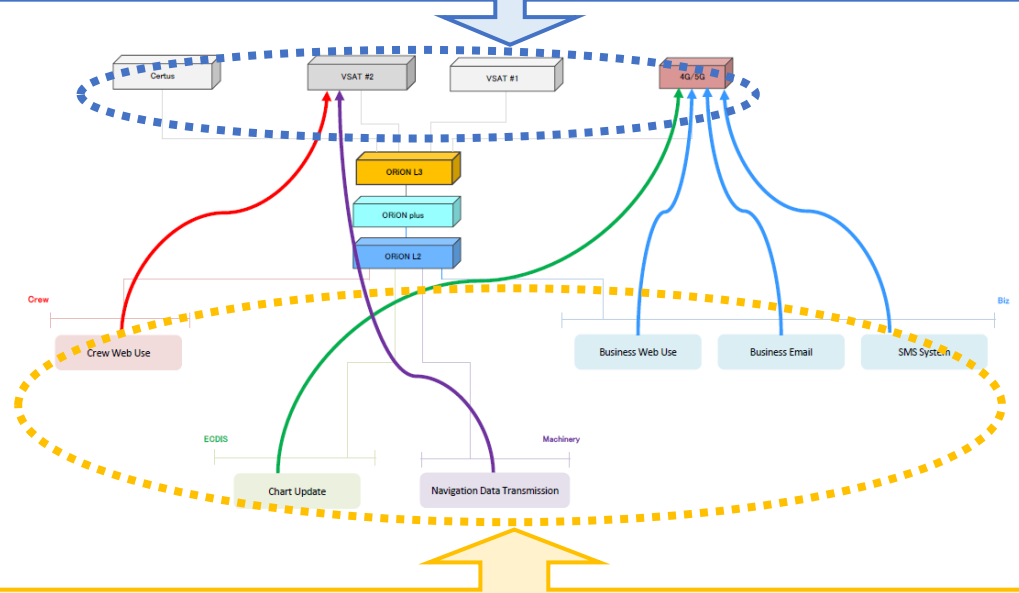 Certus
VSAT #2
VSAT #1
4G/5G
ORiON L3
ORiON plus
ORiON L2
Crew
Biz
Crew Web Use
Business Web Use
Business Email
SMS System
ECDIS
Machinery
Chart Update
Navigation Data Transmission